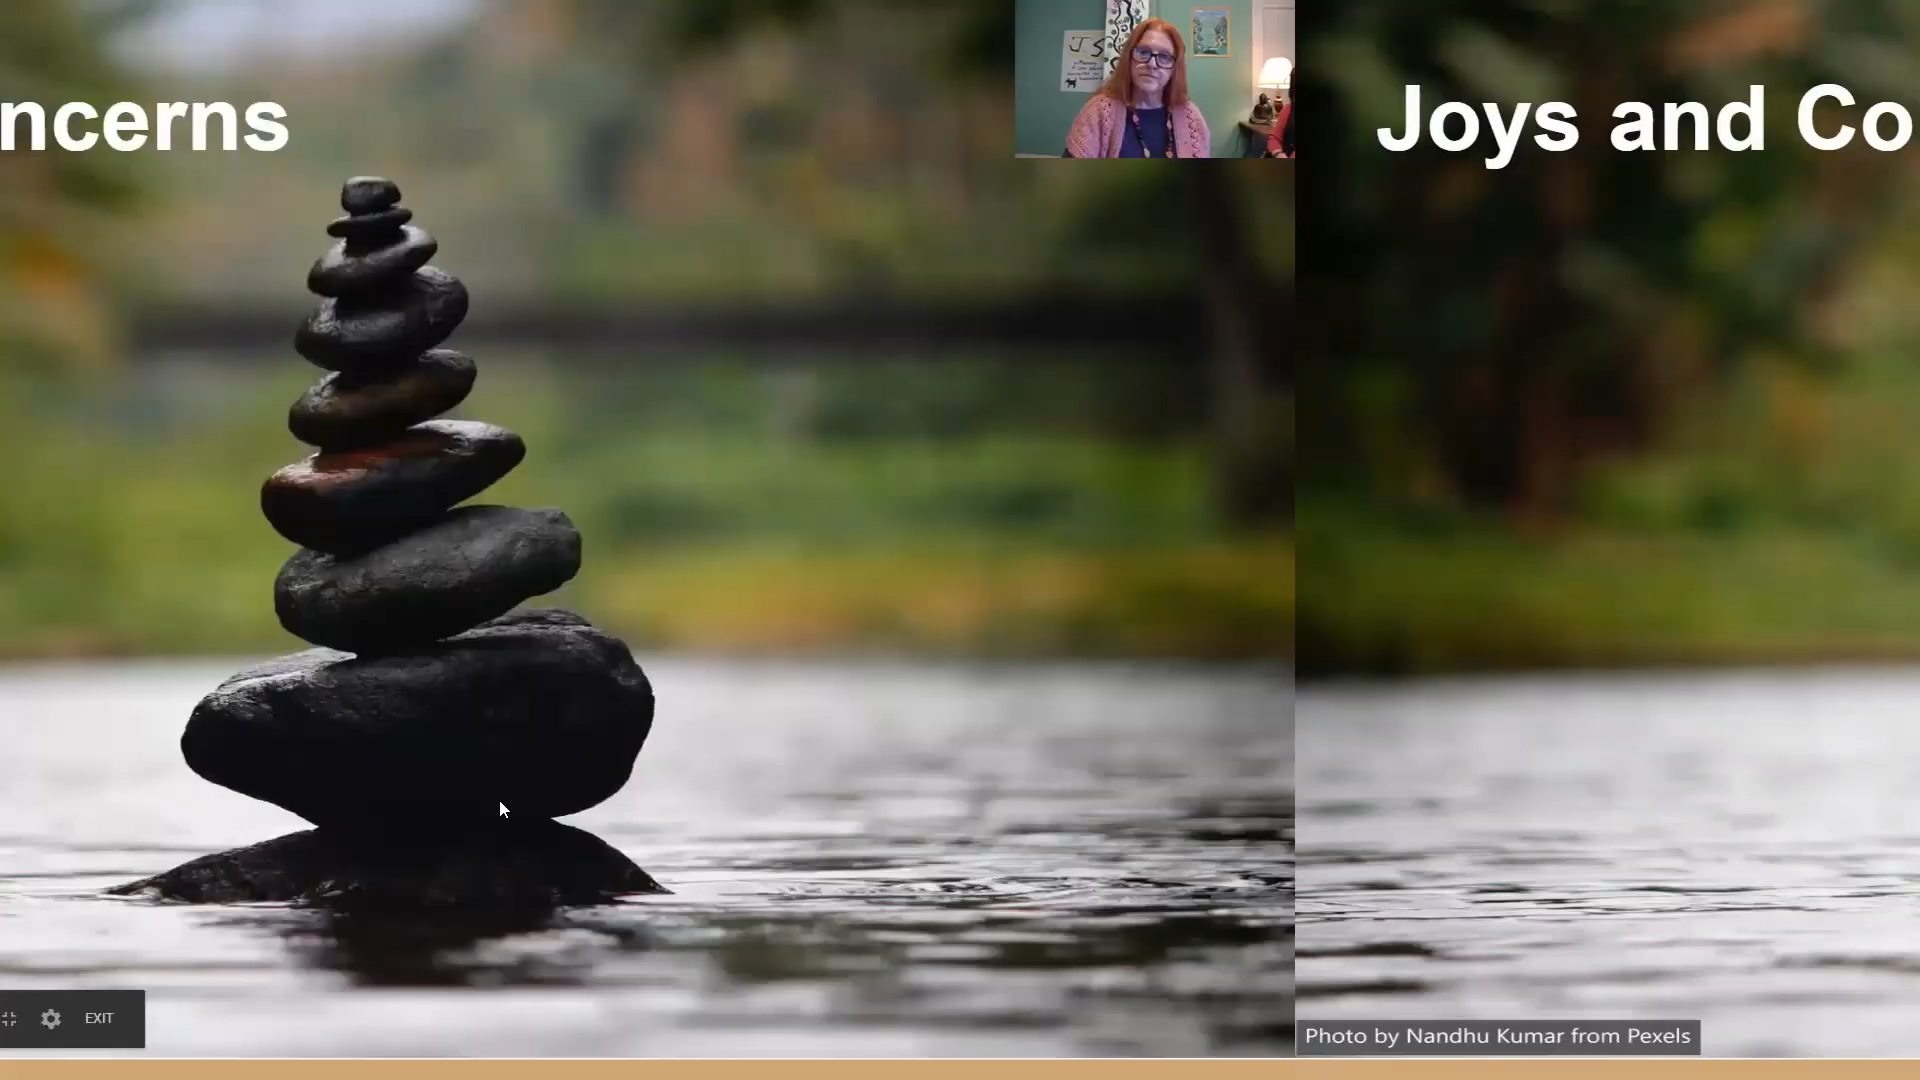 ncerns
Joys and Co
J S
EXIT
Photo by Nandhu Kumar from Pexels